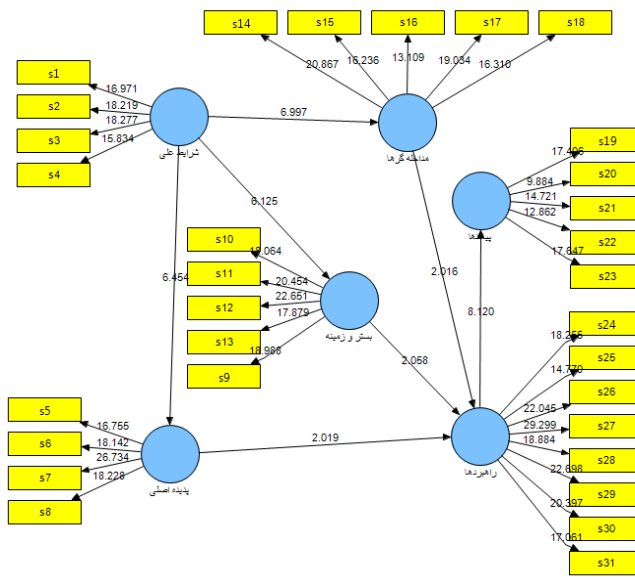 s14
s15
s16
s17
s18
20.867
16.236
13.109
19.034
16.310
s1
s2
s3
s4
16.971
18.219
18.277
15.834
شرایط علی
6.997
مداخله گرها
s19
s20
s21
s22
s23
9.884
14.721
12.862
17.647
6.125
6.454
s10
s11
s12
s13
s9
20.454
22.651
17.879
18.986
بستر و زمینه
2.016
2.058
8.120
s5
s6
s7
s8
16.755
18.142
26.734
18.228
پدیده اصلی
2.019
راهبردها
s24
s25
s26
s27
s28
s29
s30
s31
18.255
14.770
22.045
29.299
18.884
22.698
20.397
17.061